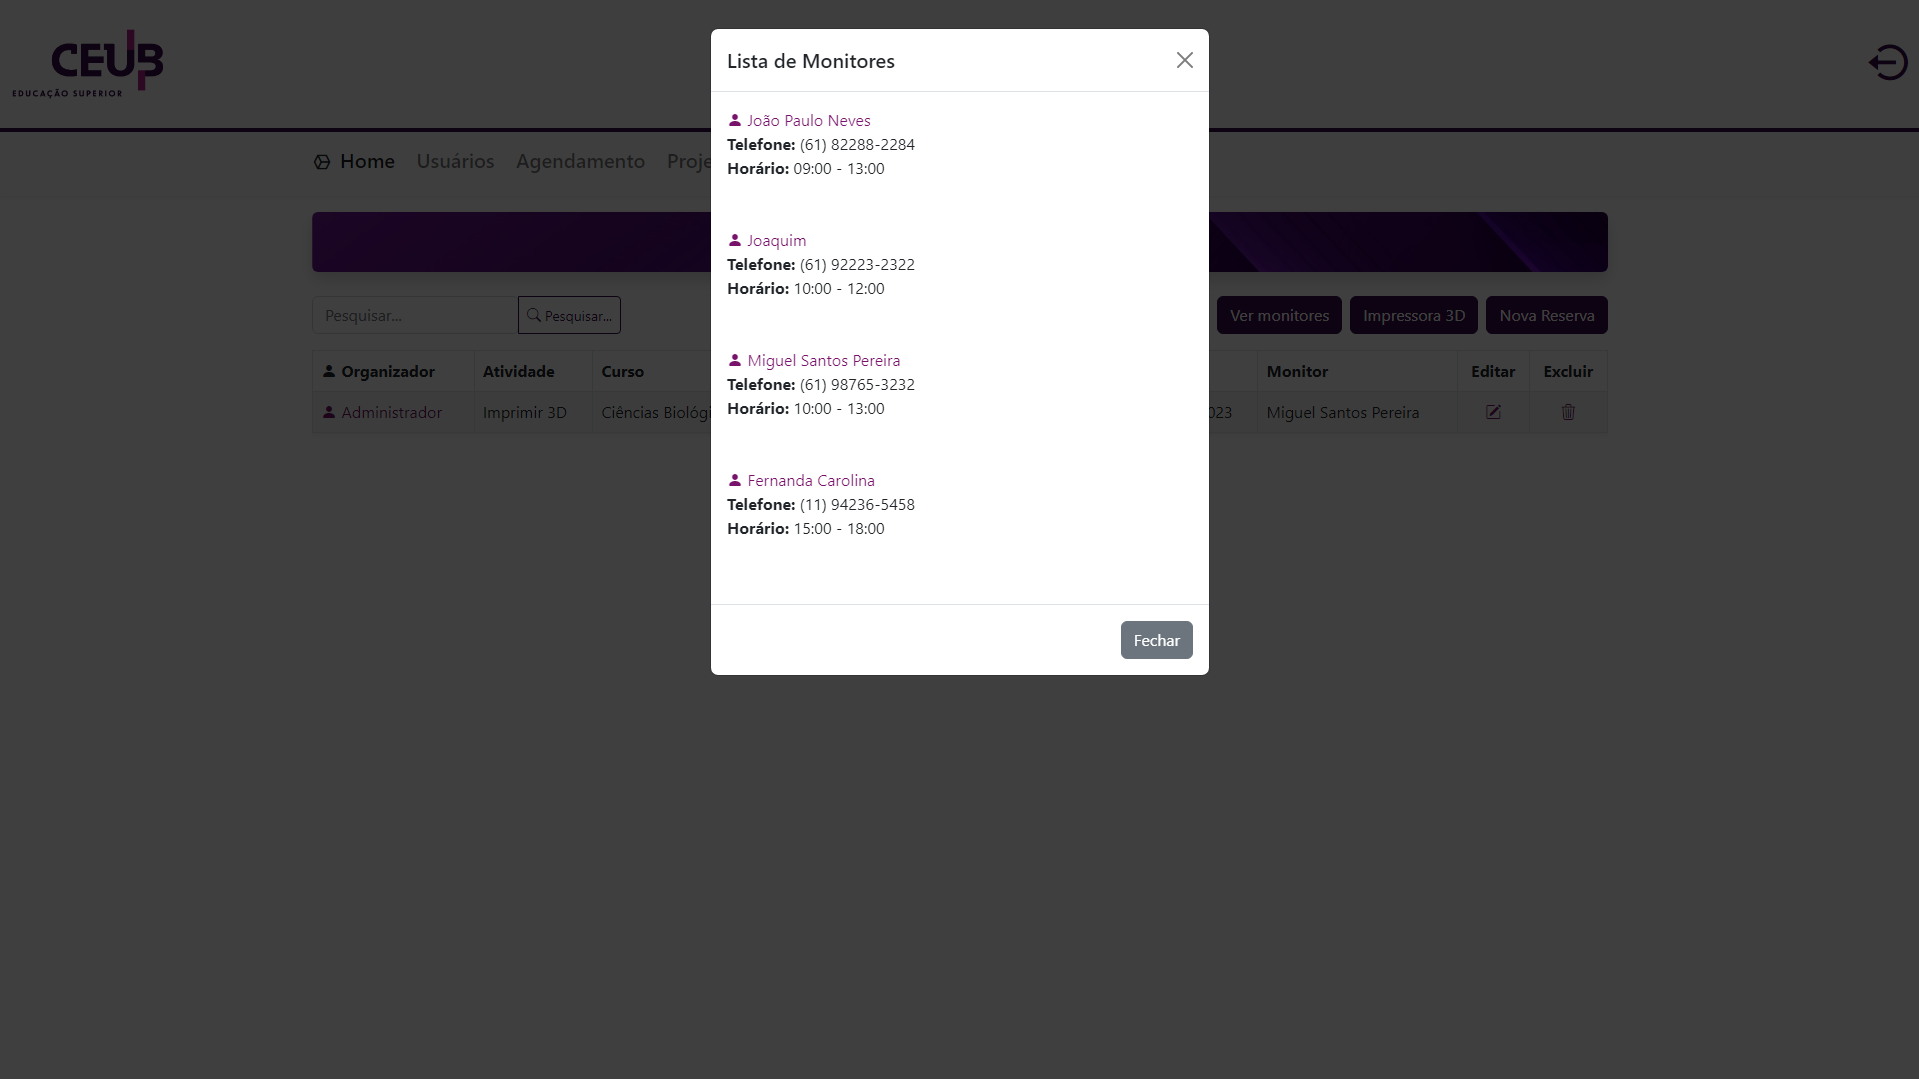 CEUB
EDUCAÇÃO SUPERIOR
Home Usuários Agendamento
Pesquisar... Pesquisar... Ver monitores Impressora 3D Nova Reserva
Organizador Atividade Curso Monitor Editar Excluir
Administrador Imprimir 3D Ciências Miguel Santos Pereira
Lista de Monitores
João Paulo Neves
Telefone: (61) 82288-2284
Horário: 09:00 - 13:00
Joaquim
Telefone: (61) 92223-2322
Horário: 10:00 - 12:00
Miguel Santos Pereira
Telefone: (61) 98765-3232
Horário: 10:00 - 13:00
Fernanda Carolina
Telefone: (11) 94236-5458
Horário: 15:00 - 18:00
Fechar